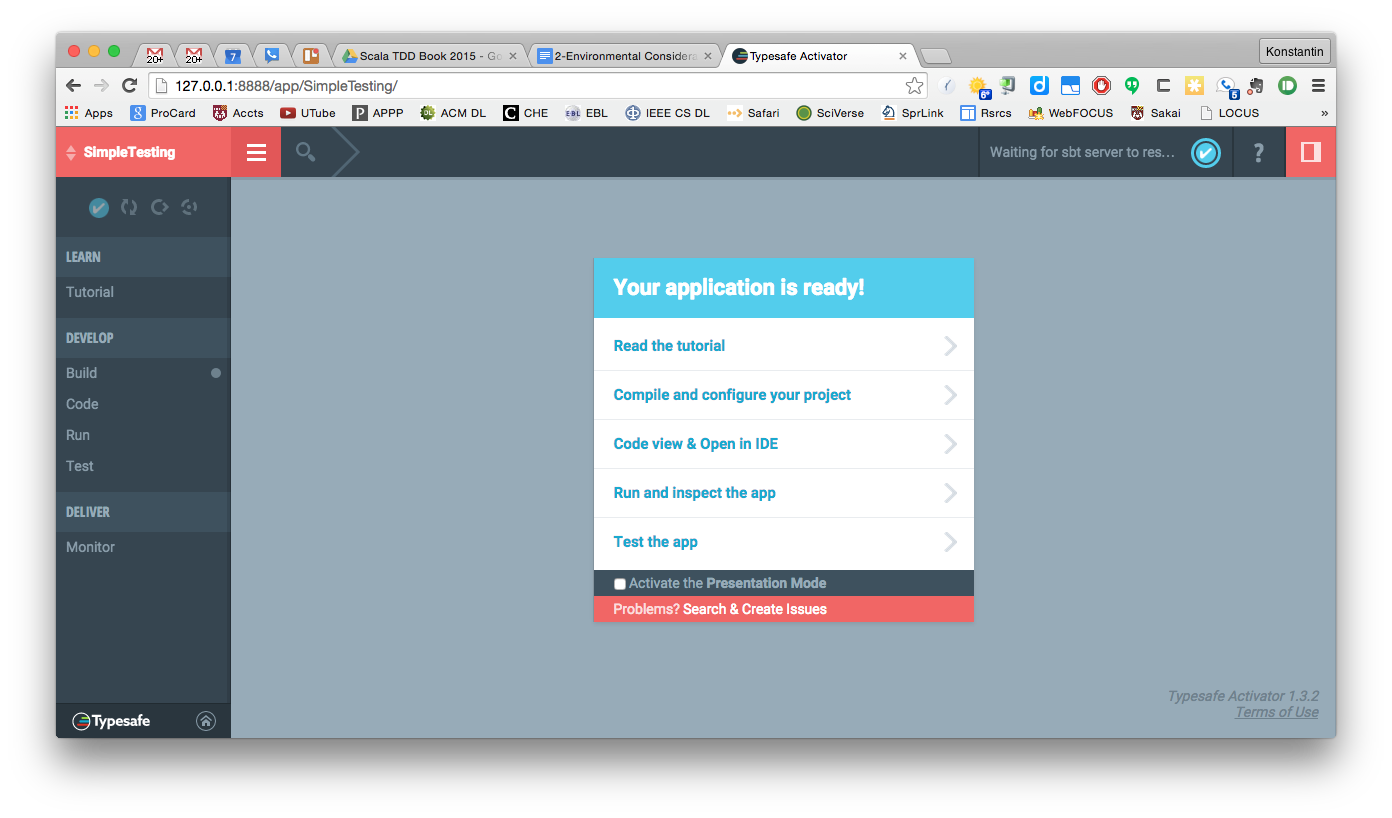 20+
20+
7
Scala TDD Book 2015 - Go
2-Environmental Considera
Typesafe Activator
Konstantin
127.0.0.1:8888/app/SimpleTesting/
6*
5
Apps
8
ProCard
Accts
UTube
P
APPP
DL
ACM DL
C
CHE
EBL
EBL
IEEE CS DL
Safari
SciVerse
SprLink
Rsrcs
WebFOCUS
Sakai
LOCUS
»
SimpleTesting
Waiting for sbt server to res...
?
LEARN
Tutorial
DEVELOP
Build
Code
Run
Test
DELIVER
Monitor
Your application is ready!
Read the tutorial
Compile and configure your project
Code view & Open in IDE
Run and inspect the app
Test the app
Activate the Presentation Mode
Problems? Search & Create Issues
Typesafe Activator 1.3.2
Terms of Use
Typesafe